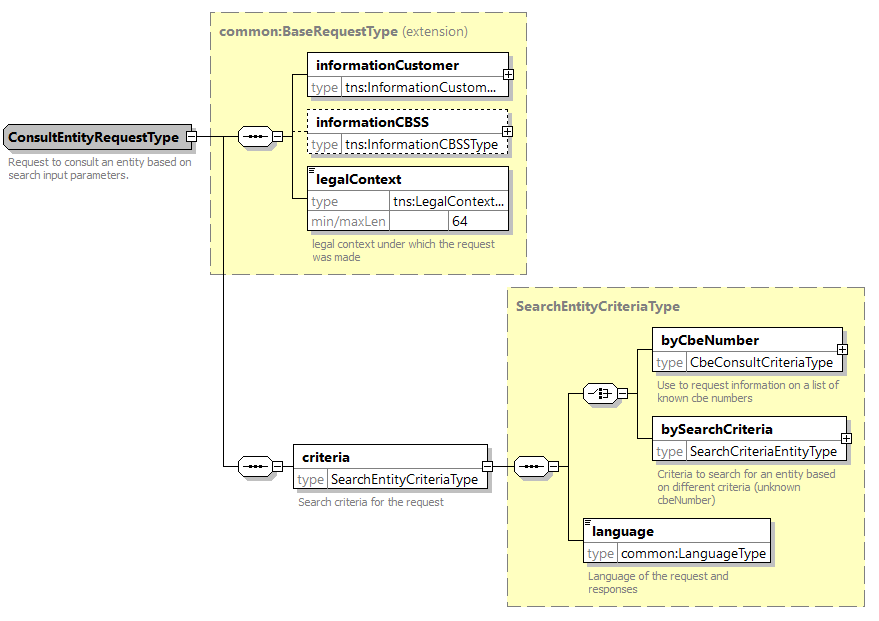 common:BaseRequestType (extension)
informationCustomer
type tns:InformationCustom...
informationCBSS
type tns:InformationCBSSType
legalContext
type tns:LegalContext...
min/maxLen 64
legal context under which the request
was made
ConsultEntityRequestType
Request to consult an entity based on
search input parameters.
criteria
type SearchEntityCriteriaType
Search criteria for the request
SearchEntityCriteriaType
byCbeNumber
type CbeConsultCriteriaType
Use to request information on a list of
known cbe numbers
bySearchCriteria
type SearchCriteriaEntityType
Criteria to search for an entity based
on different criteria (unknown
cbeNumber)
language
type common:LanguageType
Language of the request and
responses